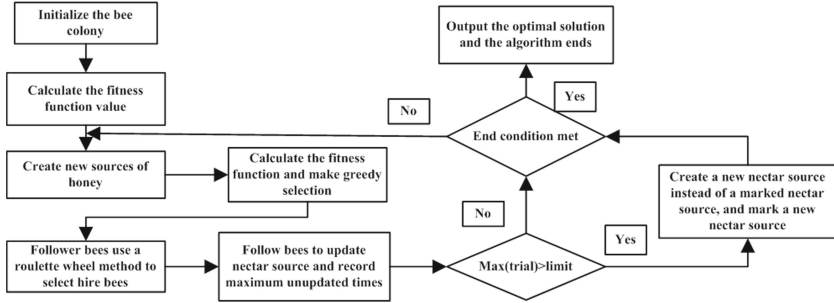 Initialize the bee
colony
Calculate the fitness
function value
Create new sources of
honey
Calculate the fitness
function and make greedy
selection
Follower bees use a
roulette wheel method to
select hire bees
Follow bees to update
nectar source and record
maximum unupdated times
Max(trial)>limit
No
Yes
Create a new nectar source
instead of a marked nectar
source, and mark a new
nectar source
End condition met
No
Yes
Output the optimal solution
and the algorithm ends